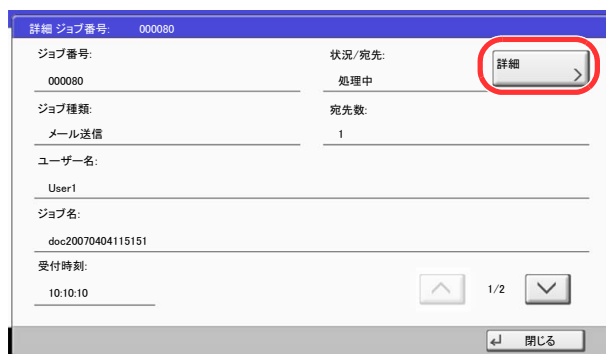 詳細 ジョブ番号: 000080
ジョブ番号:
000080
状況/宛先:
処理中
詳細
ジョブ種類:
メール送信
宛先数:
1
ユーザー名:
User1
ジョブ名:
doc20070404115151
受付時刻:
10:10:10
1/2
閉じる